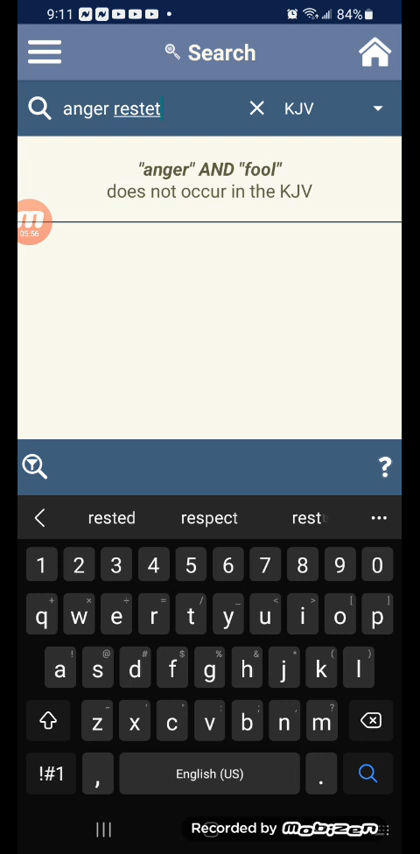 9:11 84%
Search
anger restet KJV
"anger" AND "fool"
does not occur in the KJV
05:56
?
rested respect
1 2 3 4 5 6 7 8 9 0
q w e r t y u i o p
a s d f g h j k l
z x c v b n m
!#1 , English (US) .
Recorded by mobizen